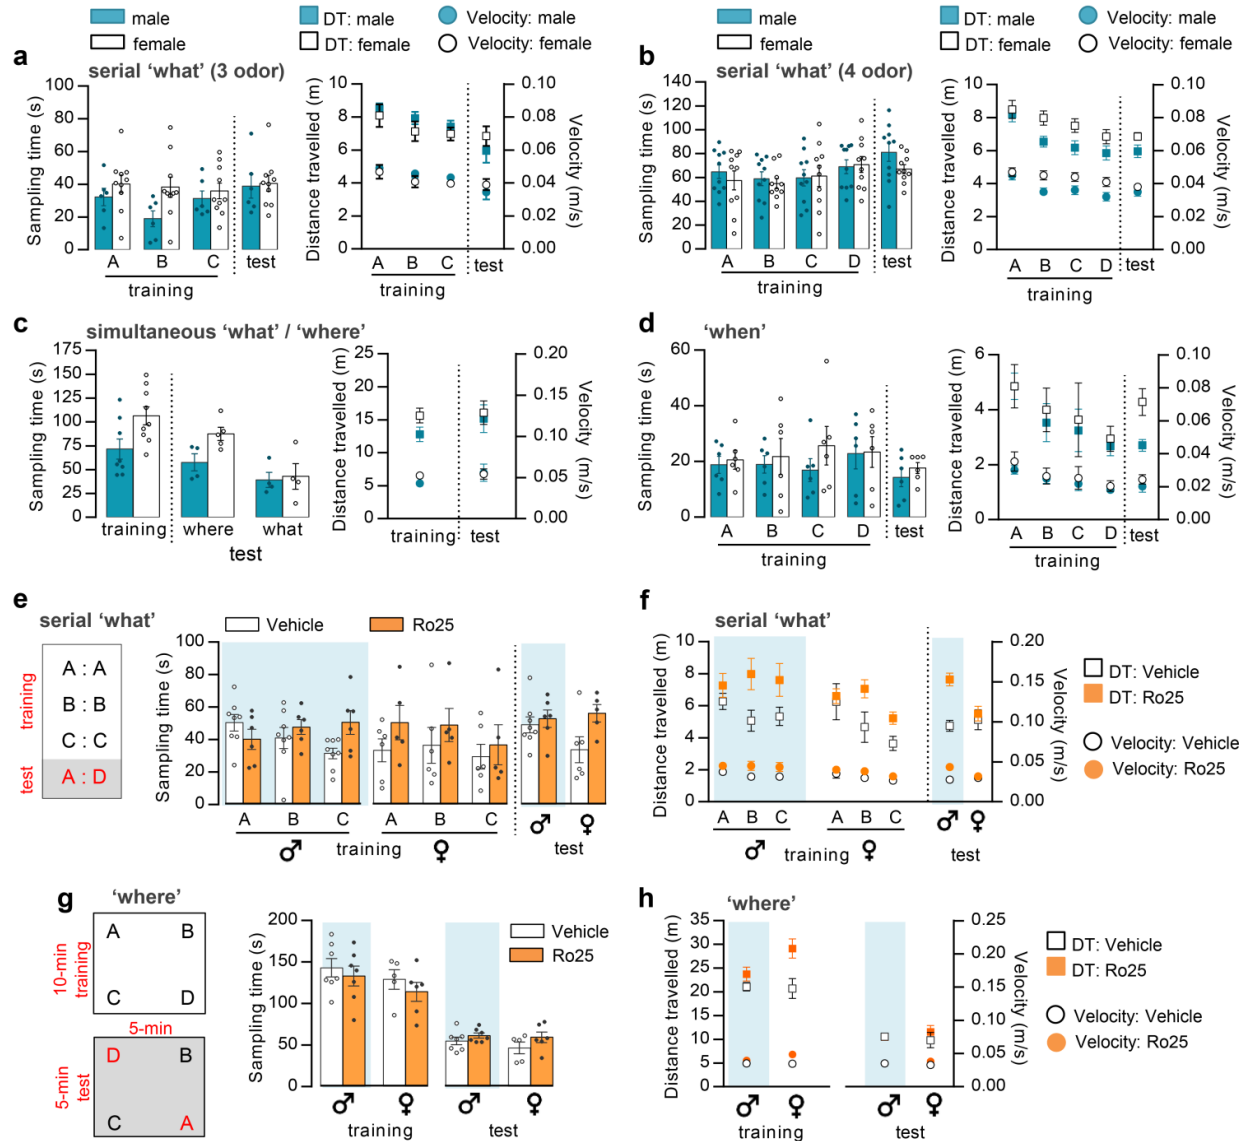 male
female
DT: male
DT: female
Velocity: male
Velocity: female
male
female
DT: male
DT: female
Velocity: male
Velocity: female
a
serial 'what' (3 odor)
Sampling time (s)
100
80
60
40
20
0
A B C test
training
Distance travelled (m)
10
8
6
4
2
0
A B C test
training
0.10
0.08
0.06
0.04
0.02
0.00
Velocity (m/s)
b
serial 'what' (4 odor)
Sampling time (s)
140
120
100
80
60
40
20
0
A B C D test
training
Distance travelled (m)
10
8
6
4
2
0
A B C D test
training
0.10
0.08
0.06
0.04
0.02
0.00
Velocity (m/s)
c
simultaneous 'what' / 'where'
Sampling time (s)
175
150
125
100
75
50
25
0
training where what
test
Distance travelled (m)
25
20
15
10
5
0
training test
0.20
0.15
0.10
0.05
0.00
Velocity (m/s)
d
'when'
Sampling time (s)
60
40
20
0
A B C D test
training
Distance travelled (m)
6
4
2
0
A B C D test
training
0.10
0.08
0.06
0.04
0.02
0.00
Velocity (m/s)
e
serial 'what'
training
A : A
B : B
C : C
test
A : D
Vehicle
Ro25
Sampling time (s)
100
80
60
40
20
0
A B C A B C ♂ ♀
♂ training ♀ test
f
serial 'what'
Distance travelled (m)
10
8
6
4
2
0
A B C A B C ♂ ♀
♂ training ♀ test
0.20
0.15
0.10
0.05
0.00
Velocity (m/s)
DT: Vehicle
DT: Ro25
Velocity: Vehicle
Velocity: Ro25
g
'where'
10-min
training
A B
C D
5-min
5-min
test
D B
C A
Sampling time (s)
200
150
100
50
0
♂ ♀ ♂ ♀
training test
Vehicle
Ro25
h
'where'
Distance travelled (m)
35
30
25
20
15
10
5
0
♂ ♀ ♂ ♀
training test
0.25
0.20
0.15
0.10
0.05
0.00
Velocity (m/s)
DT: Vehicle
DT: Ro25
Velocity: Vehicle
Velocity: Ro25